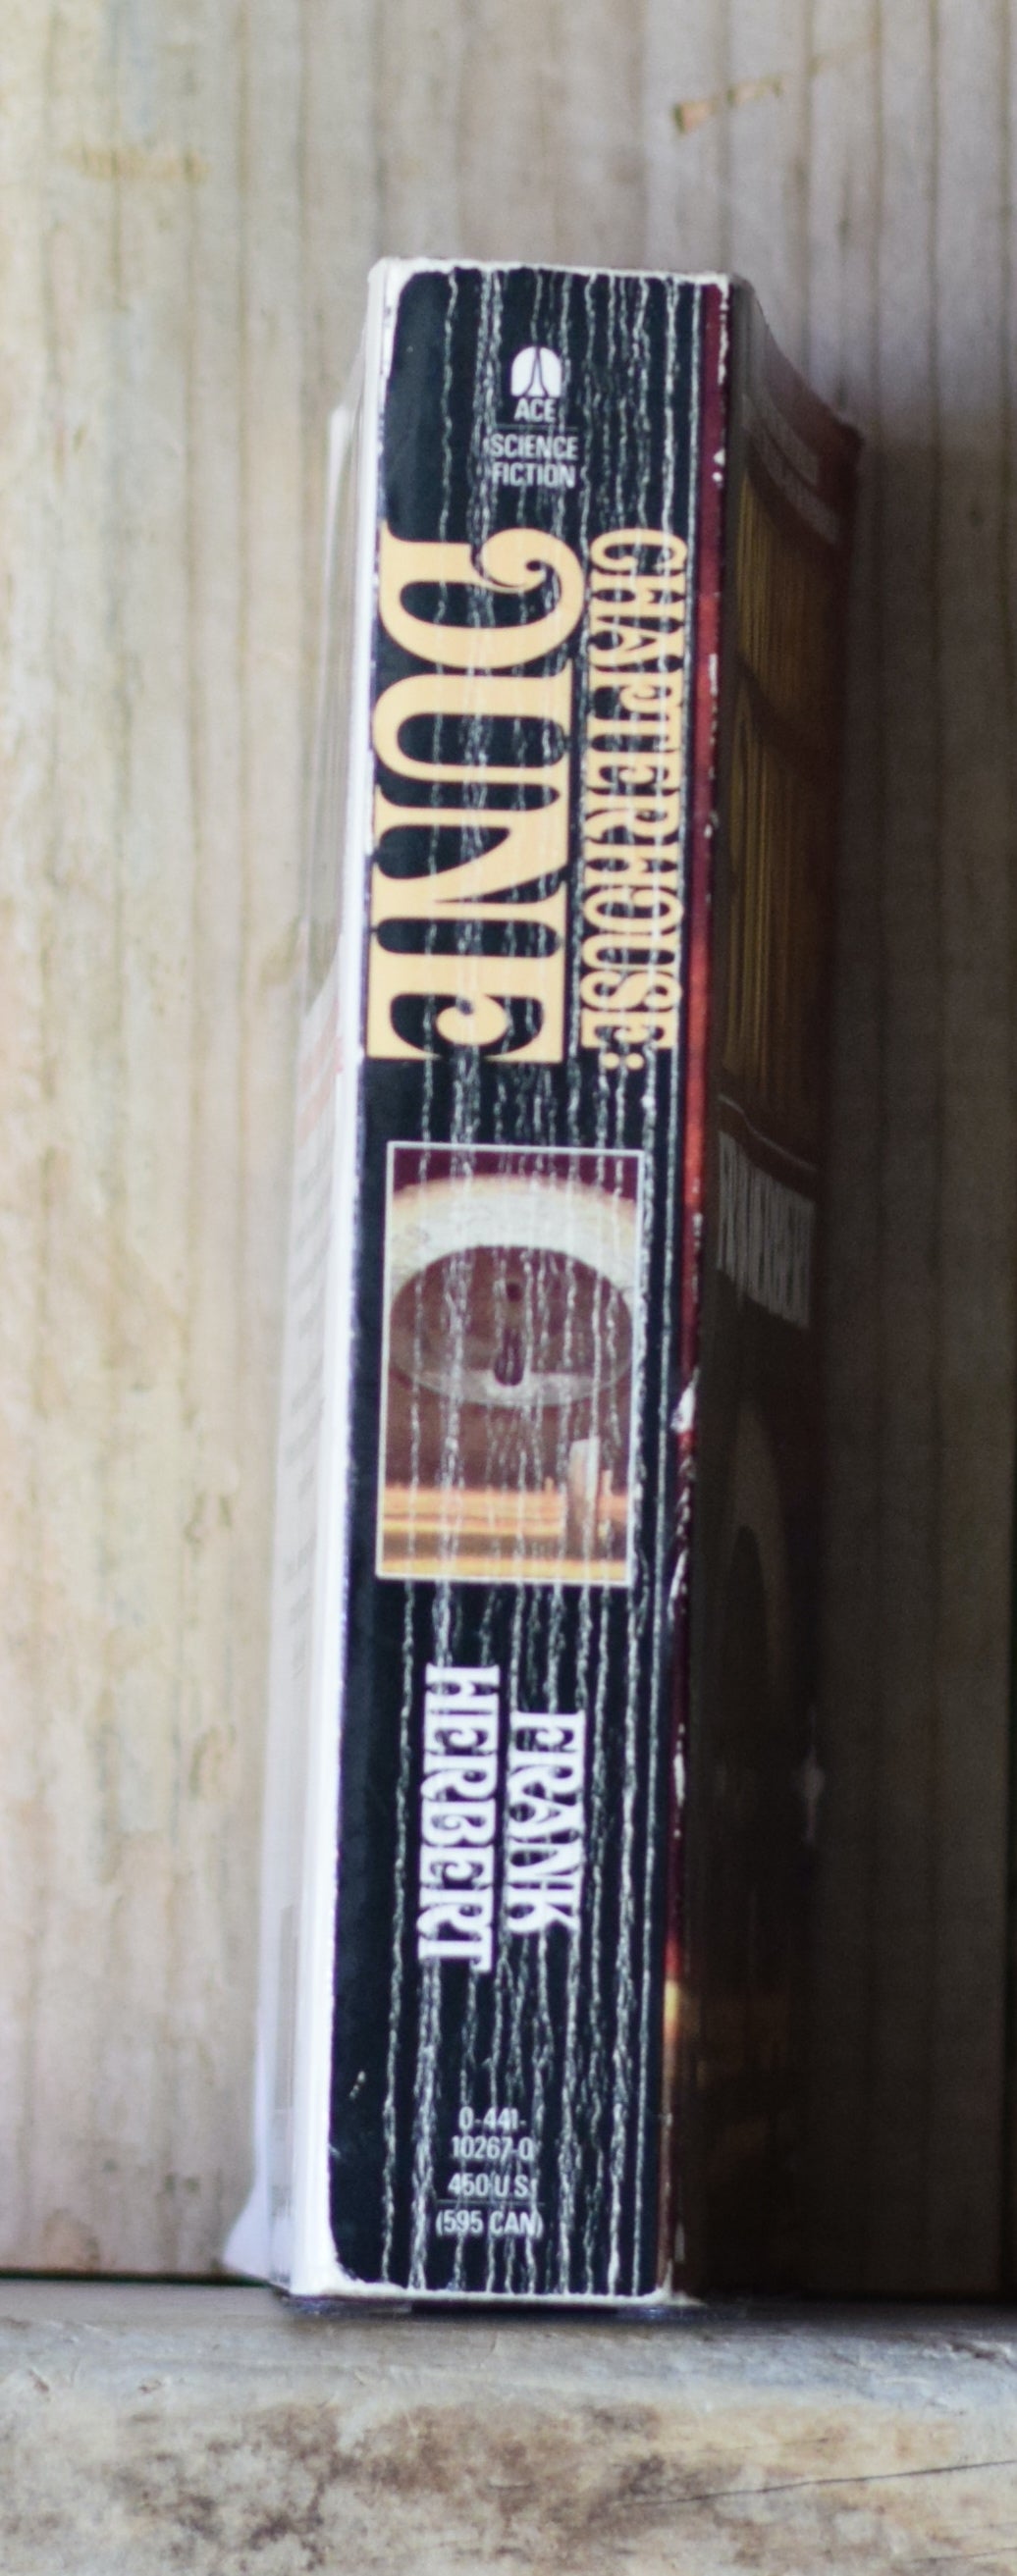 ACE
SCIENCE
FICTION
CHAPTERHOUSE:
DUNE
FRANK
HERBERT
0-441-
10267-0
450 U.S.
(595 CAN)